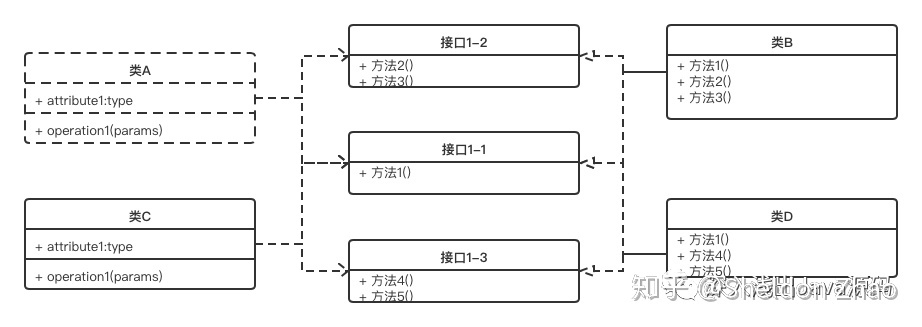 接口1-2
+ 方法2()
+ 方法3()
类A
+ attribute1:type
+ operation1(params)
类B
+ 方法1()
+ 方法2()
+ 方法3()
接口1-1
+ 方法1()
类C
+ attribute1:type
+ operation1(params)
接口1-3
+ 方法4()
+ 方法5()
类D
+ 方法1()
+ 方法4()
+ 方法5()
知乎 @Shelton Zhao